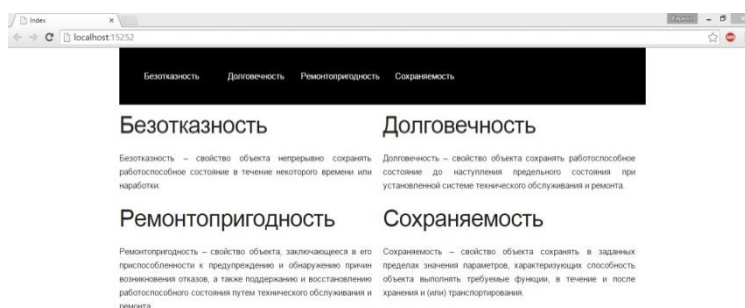 Index
localhost:15252
Безотказность Долговечность Ремонтопригодность Сохраняемость
Безотказность
Безотказность – свойство объекта непрерывно сохранять
работоспособное состояние в течение некоторого времени или
наработки.
Долговечность
Долговечность – свойство объекта сохранять работоспособное
состояние до наступления предельного состояния при
установленной системе технического обслуживания и ремонта.
Ремонтопригодность
Ремонтопригодность – свойство объекта, заключающееся в его
приспособленности к предупреждению и обнаружению причин
возникновения отказов, а также поддержанию и восстановлению
работоспособного состояния путем технического обслуживания и
ремонта.
Сохраняемость
Сохраняемость – свойство объекта сохранять в заданных
пределах значения параметров, характеризующих способность
объекта выполнять требуемые функции, в течение и после
хранения и (или) транспортирования.